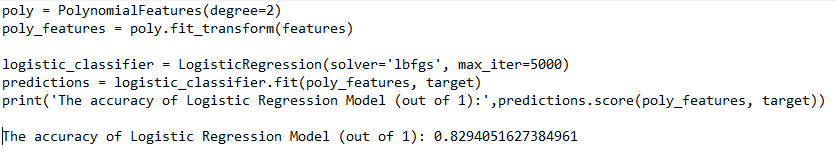 poly = PolynomialFeatures(degree=2)
poly_features = poly.fit_transform(features)
logistic_classifier = LogisticRegression(solver='lbfgs', max_iter=5000)
predictions = logistic_classifier.fit(poly_features, target)
print('The accuracy of Logistic Regression Model (out of 1):',predictions.score(poly_features, target))
The accuracy of Logistic Regression Model (out of 1): 0.8294051627384961